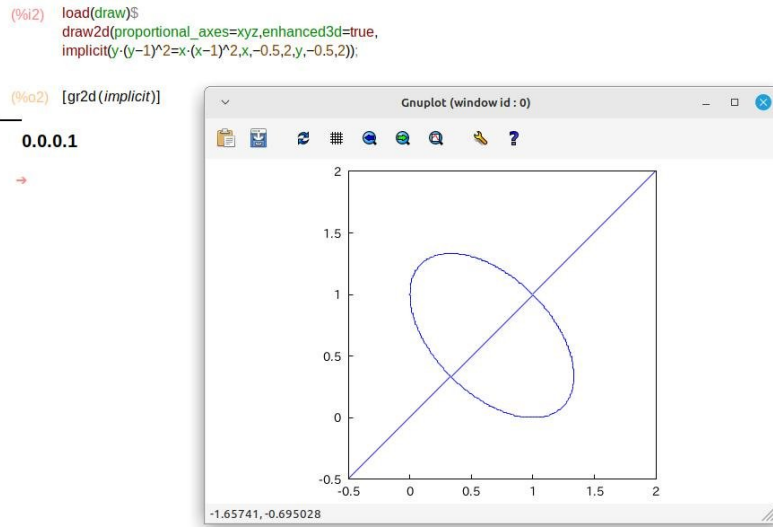 (%i2) load(draw)$
draw2d(proportional_axes=xyz,enhanced3d=true,
implicit(y·(y−1)^2=x·(x−1)^2,x,−0.5,2,y,−0.5,2));
(%o2) [gr2d(implicit)]
0.0.0.1
Gnuplot (window id : 0)
2
1.5
1
0.5
0
-0.5
-0.5 0 0.5 1 1.5 2
-1.65741, -0.695028